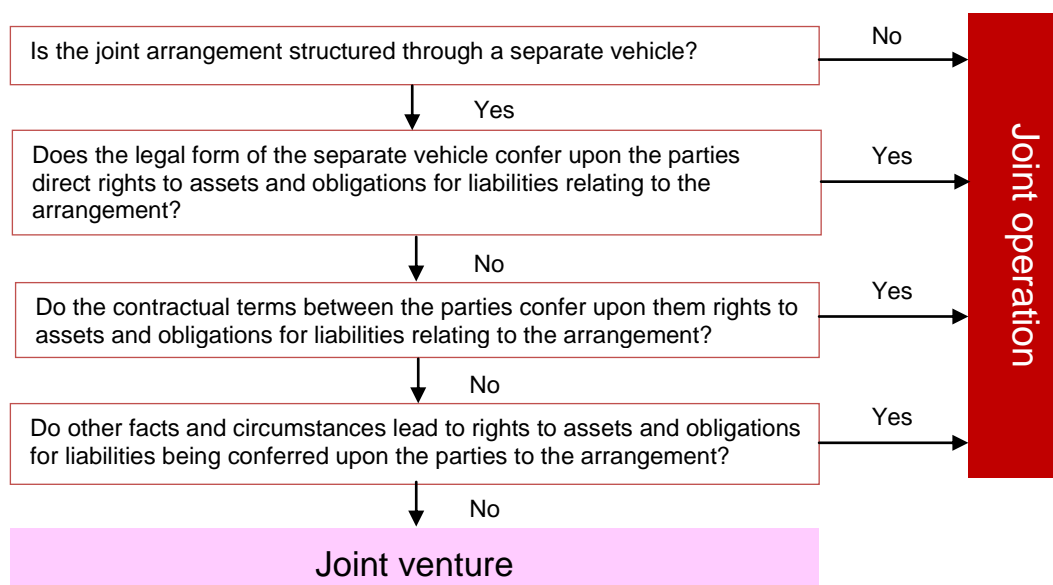 Is the joint arrangement structured through a separate vehicle?
No
Yes
Does the legal form of the separate vehicle confer upon the parties
direct rights to assets and obligations for liabilities relating to the
arrangement?
Yes
No
Do the contractual terms between the parties confer upon them rights to
assets and obligations for liabilities relating to the arrangement?
Yes
No
Do other facts and circumstances lead to rights to assets and obligations
for liabilities being conferred upon the parties to the arrangement?
Yes
No
Joint venture
Joint operation